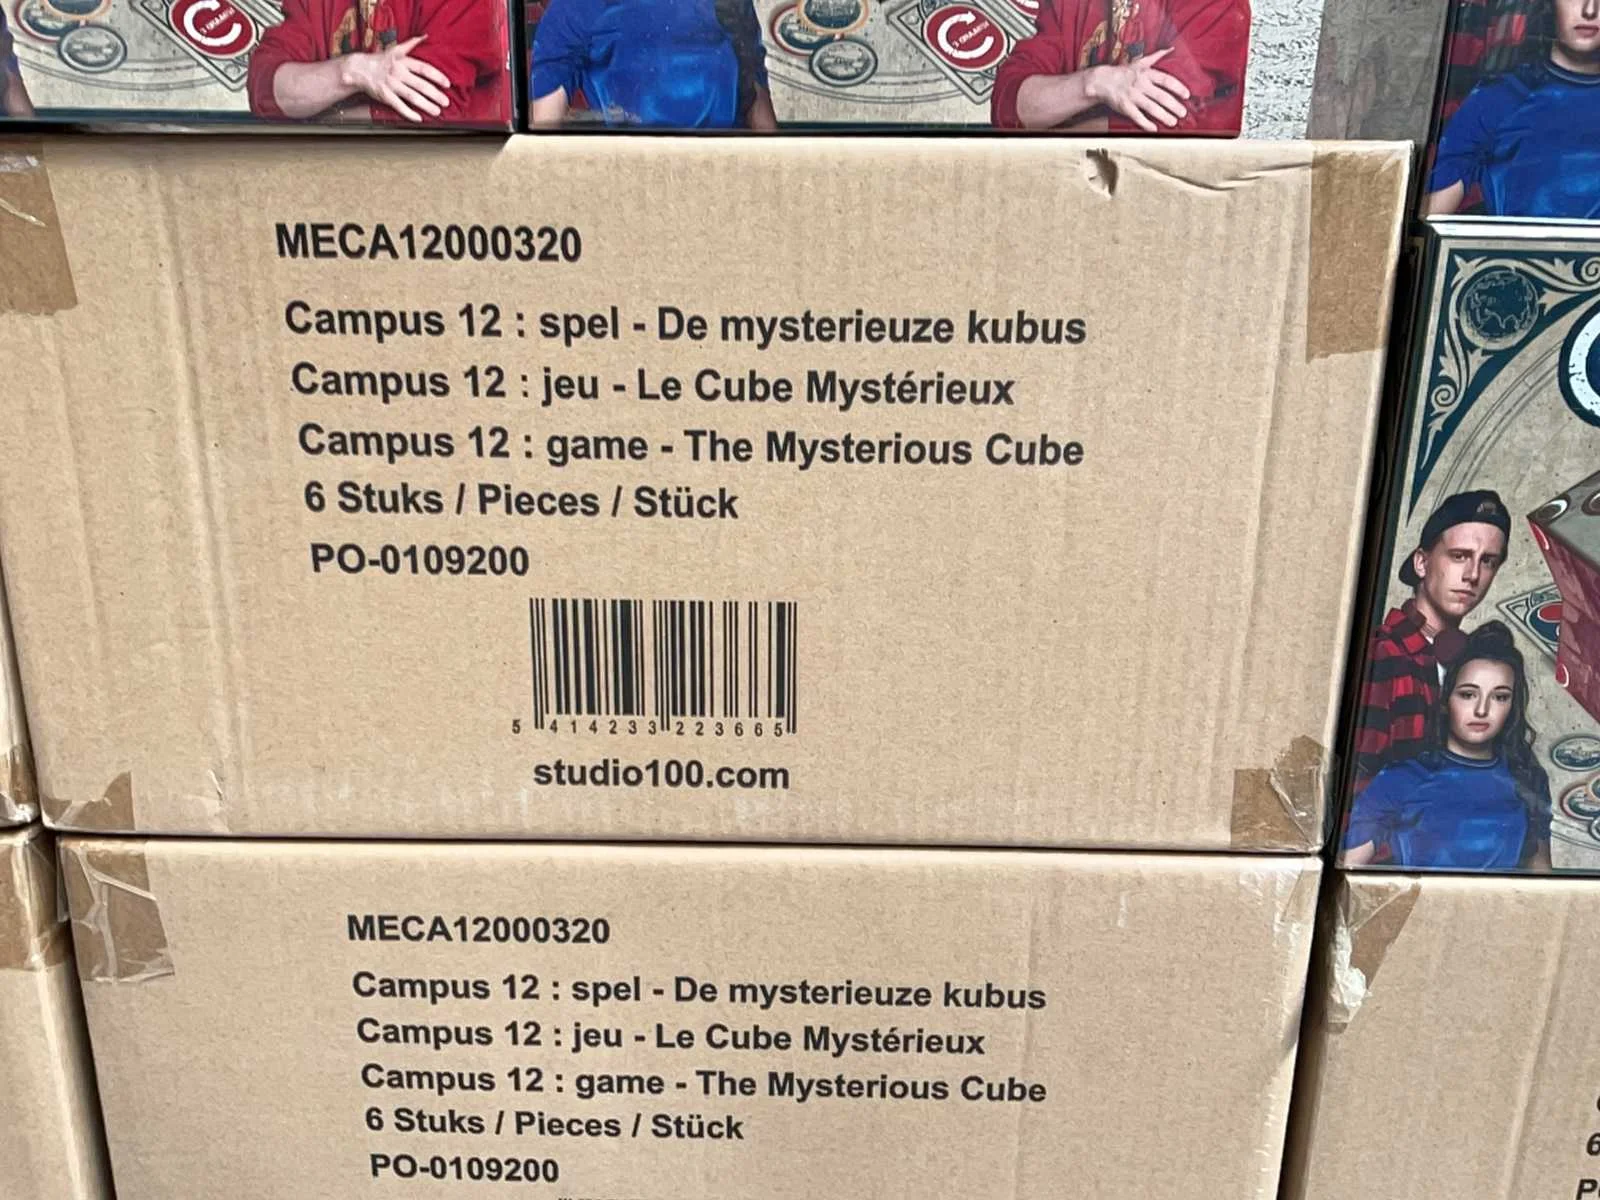 MECA12000320
Campus 12 : spel - De mysterieuze kubus
Campus 12 : jeu - Le Cube Mystérieux
Campus 12 : game - The Mysterious Cube
6 Stuks / Pieces / Stück
PO-0109200
5 414233 223665
studio100.com
MECA12000320
Campus 12 : spel - De mysterieuze kubus
Campus 12 : jeu - Le Cube Mystérieux
Campus 12 : game - The Mysterious Cube
6 Stuks / Pieces / Stück
PO-0109200
6